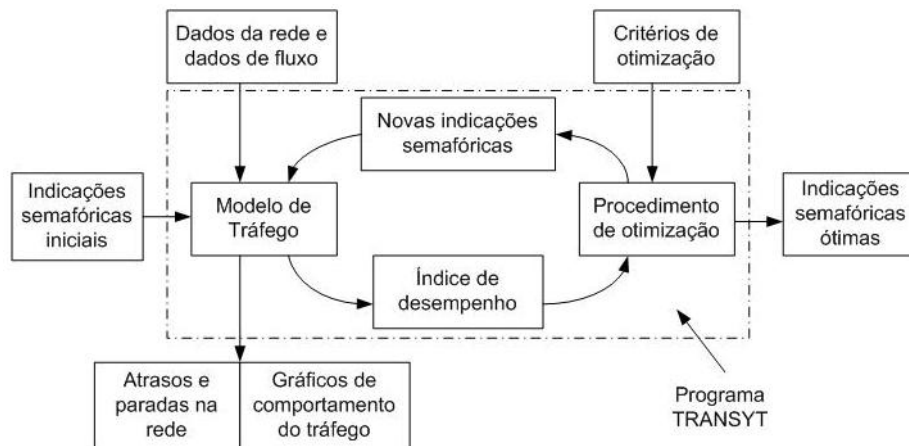 Dados da rede e
dados de fluxo
Critérios de
otimização
Novas indicações
semafóricas
Indicações
semafóricas
iniciais
Modelo de
Tráfego
Procedimento
de otimização
Indicações
semafóricas
ótimas
Índice de
desempenho
Atrasos e
paradas na
rede
Gráficos de
comportamento
do tráfego
Programa
TRANSYT